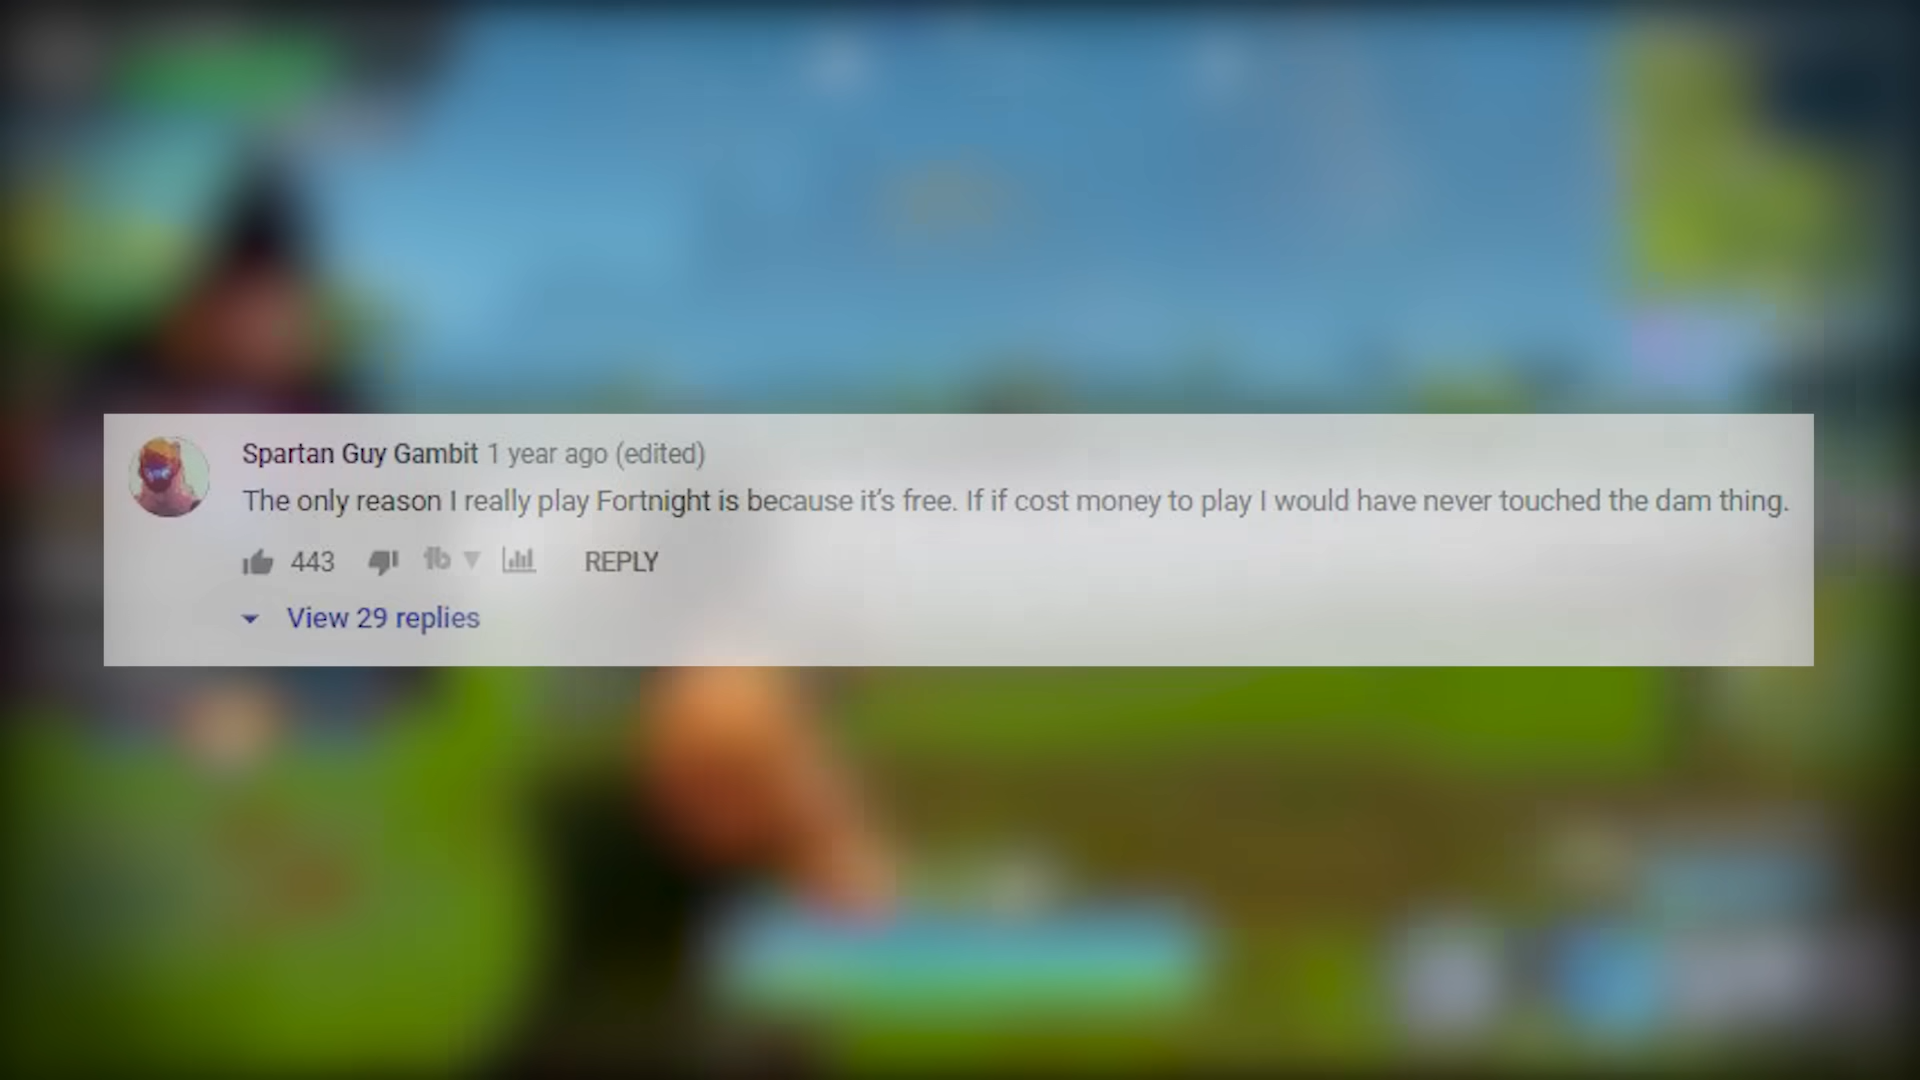 Spartan Guy Gambit 1 year ago (edited)
The only reason I really play Fortnight is because it's free. If if cost money to play I would have never touched the dam thing.
443 REPLY
View 29 replies